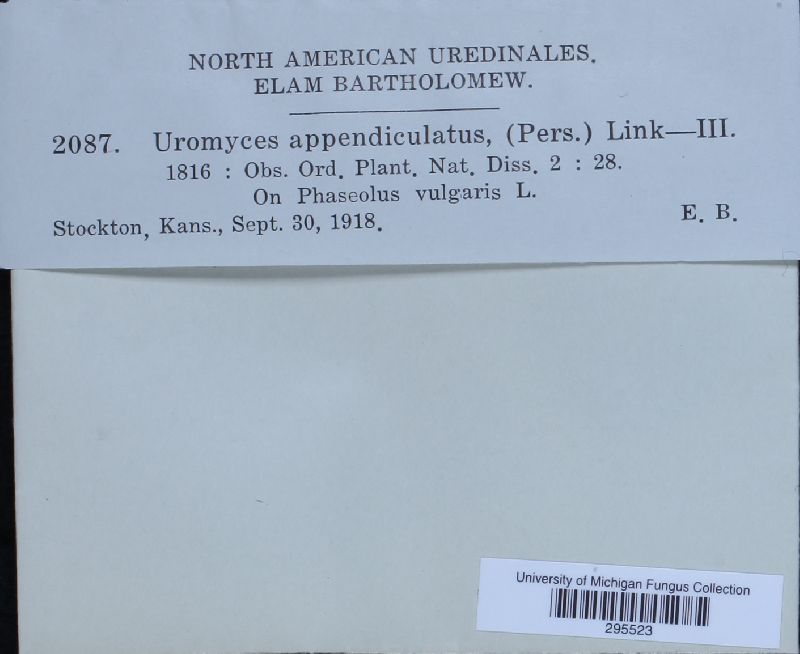 NORTH AMERICAN UREDINALES.
ELAM BARTHOLOMEW.
2087. Uromyces appendiculatus, (Pers.) Link—III.
1816 : Obs. Ord. Plant. Nat. Diss. 2 : 28.
On Phaseolus vulgaris L.
Stockton, Kans., Sept. 30, 1918. E. B.
University of Michigan Fungus Collection
295523